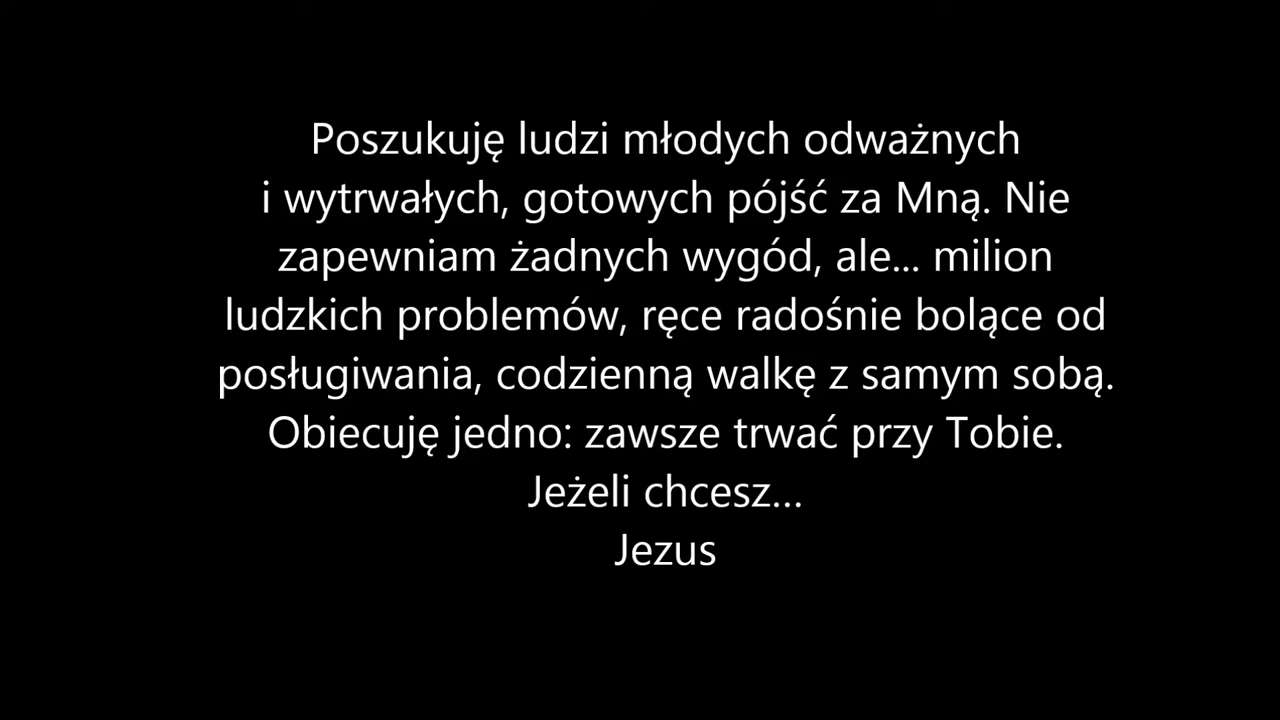 Poszukuję ludzi młodych odważnych
i wytrwałych, gotowych pójść za Mną. Nie
zapewniam żadnych wygód, ale... milion
ludzkich problemów, ręce radośnie bolące od
posługiwania, codzienną walkę z samym sobą.
Obiecuję jedno: zawsze trwać przy Tobie.
Jeżeli chcesz...
Jezus